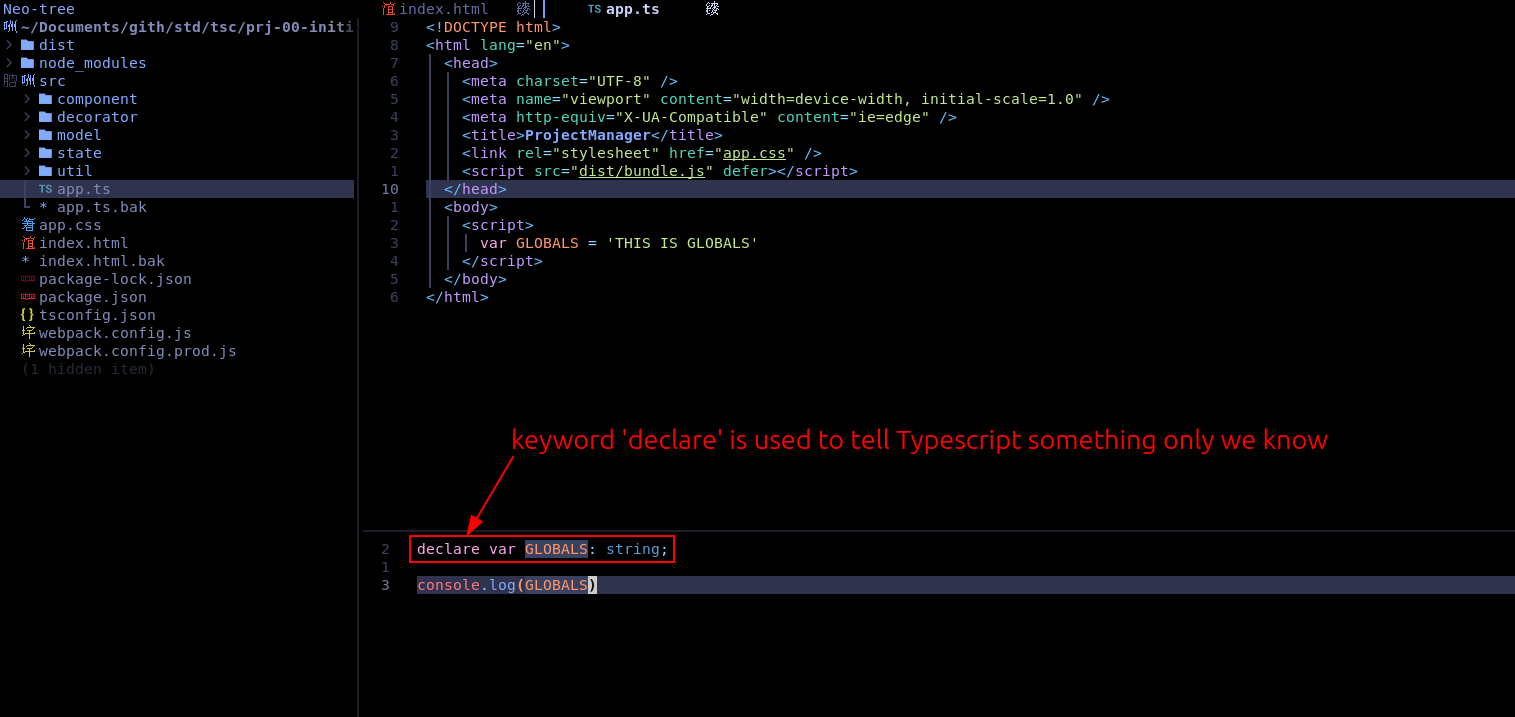 Neo-tree
~/Documents/gith/std/tsc/prj-00-initi
dist
node_modules
src
component
decorator
model
state
util
TS app.ts
* app.ts.bak
app.css
index.html
* index.html.bak
package-lock.json
package.json
{} tsconfig.json
webpack.config.js
webpack.config.prod.js
(1 hidden item)
index.html
TS app.ts
9 <!DOCTYPE html>
8 <html lang="en">
7 <head>
6 <meta charset="UTF-8" />
5 <meta name="viewport" content="width=device-width, initial-scale=1.0" />
4 <meta http-equiv="X-UA-Compatible" content="ie=edge" />
3 <title>ProjectManager</title>
2 <link rel="stylesheet" href="app.css" />
1 <script src="dist/bundle.js" defer></script>
10 </head>
1 <body>
2 <script>
3 var GLOBALS = 'THIS IS GLOBALS'
4 </script>
5 </body>
6 </html>
keyword 'declare' is used to tell Typescript something only we know
2 declare var GLOBALS: string;
1
3 console.log(GLOBALS)